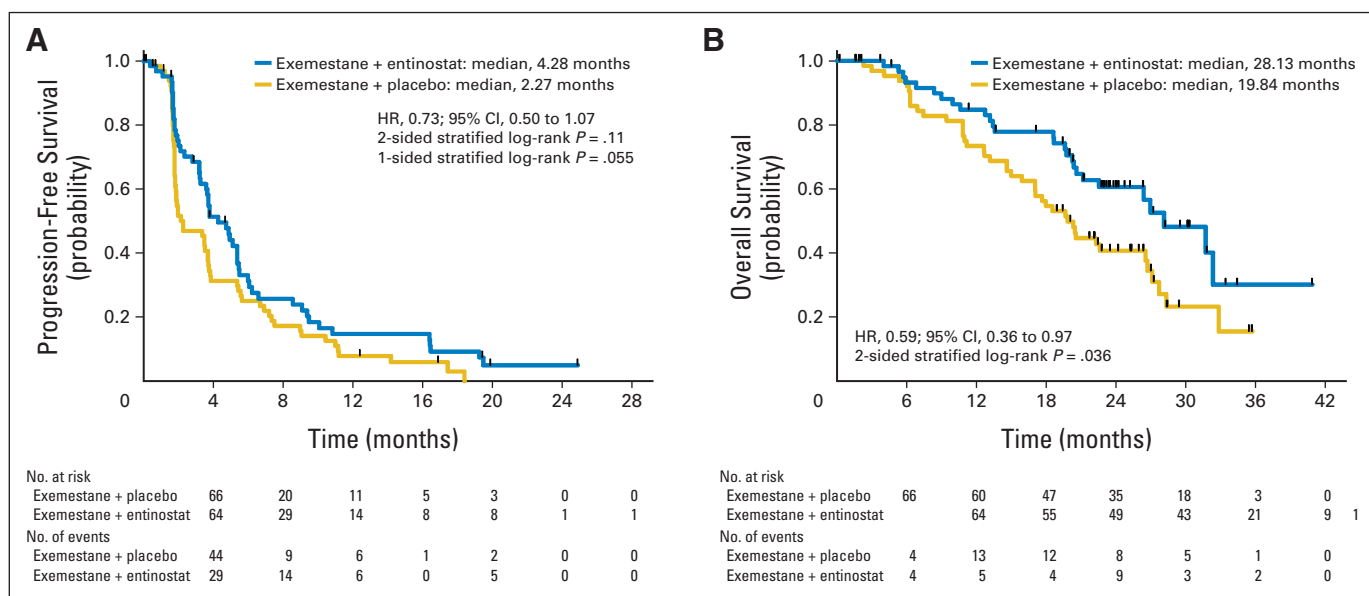 A
Progression-Free Survival
(probability)
1.0
0.8
0.6
0.4
0.2
Exemestane + entinostat: median, 4.28 months
Exemestane + placebo: median, 2.27 months
HR, 0.73; 95% CI, 0.50 to 1.07
2-sided stratified log-rank P = .11
1-sided stratified log-rank P = .055
0 4 8 12 16 20 24 28
Time (months)
No. at risk
Exemestane + placebo 66 20 11 5 3 0 0
Exemestane + entinostat 64 29 14 8 8 1 1
No. of events
Exemestane + placebo 44 9 6 1 2 0 0
Exemestane + entinostat 29 14 6 0 5 0 0
B
Overall Survival
(probability)
1.0
0.8
0.6
0.4
0.2
Exemestane + entinostat: median, 28.13 months
Exemestane + placebo: median, 19.84 months
HR, 0.59; 95% CI, 0.36 to 0.97
2-sided stratified log-rank P = .036
0 6 12 18 24 30 36 42
Time (months)
No. at risk
Exemestane + placebo 66 60 47 35 18 3 0
Exemestane + entinostat 64 55 49 43 21 9 1
No. of events
Exemestane + placebo 4 13 12 8 5 1 0
Exemestane + entinostat 4 5 4 9 3 2 0